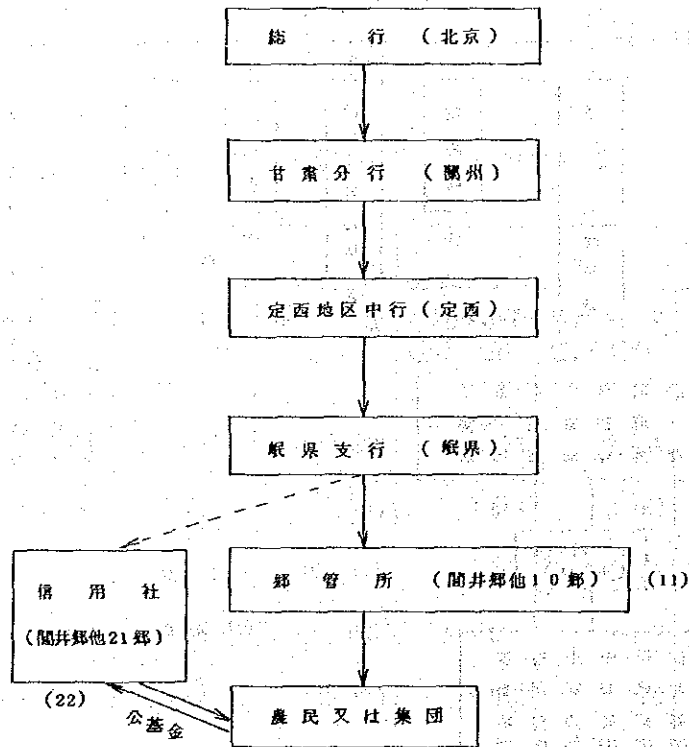 総 行 (北京)
甘粛分行 (蘭州)
定西地区中行 (定西)
岷県支行 (岷県)
郷管所 (閭井郷他10郷) (11)
信用社
(閭井郷他21郷)
(22)
公基金
農民又は集団